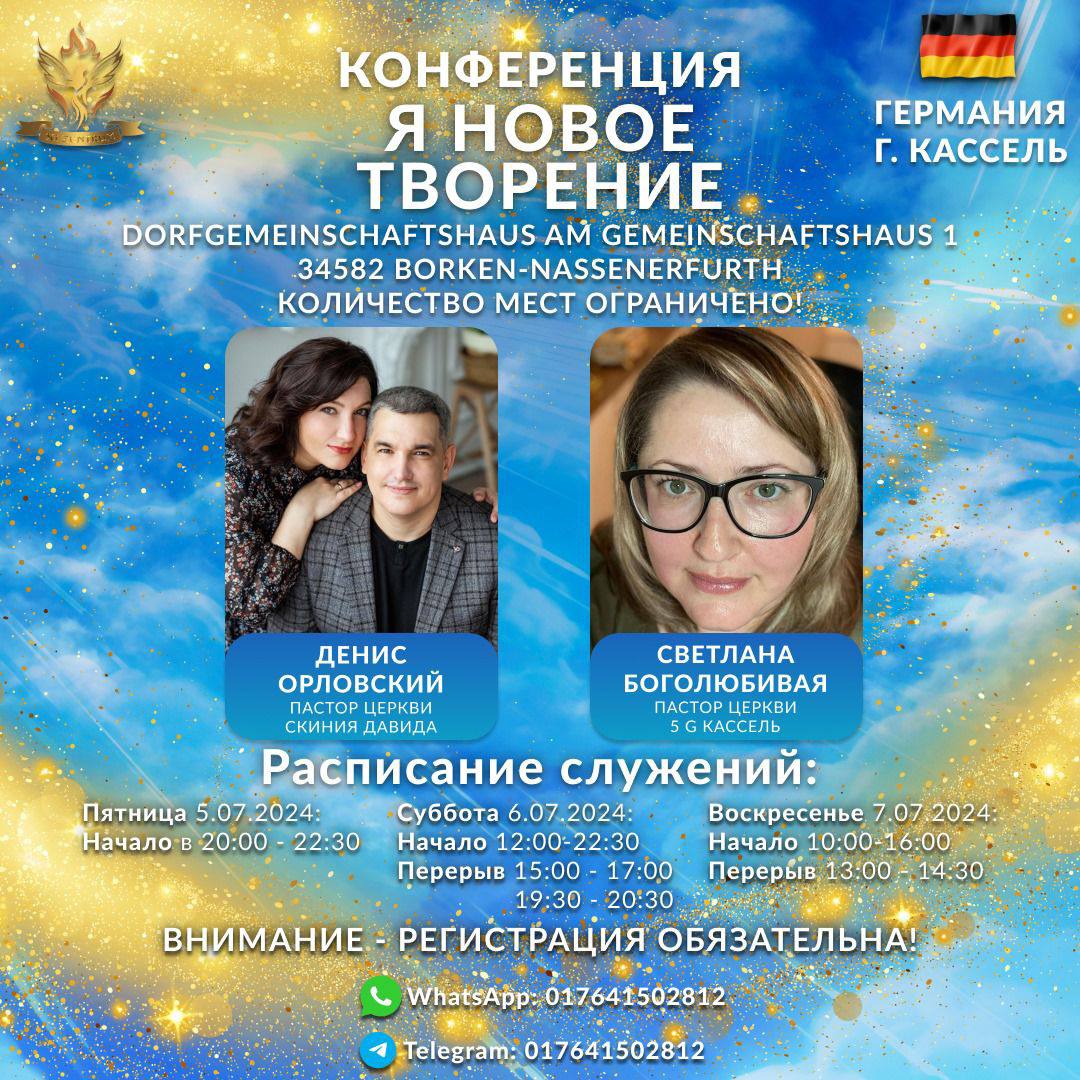 КОНФЕРЕНЦИЯ
Я НОВОЕ
ТВОРЕНИЕ
ГЕРМАНИЯ
Г. КАССЕЛЬ
DORFGEMEINSCHAFTSHAUS AM GEMEINSCHAFTSHAUS 1
34582 BORKEN-NASSENERFURTH
КОЛИЧЕСТВО МЕСТ ОГРАНИЧЕНО!
ДЕНИС
ОРЛОВСКИЙ
ПАСТОР ЦЕРКВИ
СКИНИЯ ДАВИДА
СВЕТЛАНА
БОГОЛЮБИВАЯ
ПАСТОР ЦЕРКВИ
5 G КАССЕЛЬ
Расписание служений:
Пятница 5.07.2024:
Начало в 20:00 - 22:30
Суббота 6.07.2024:
Начало 12:00-22:30
Перерыв 15:00 - 17:00
19:30 - 20:30
Воскресенье 7.07.2024:
Начало 10:00-16:00
Перерыв 13:00 - 14:30
ВНИМАНИЕ - РЕГИСТРАЦИЯ ОБЯЗАТЕЛЬНА!
WhatsApp: 017641502812
Telegram: 017641502812